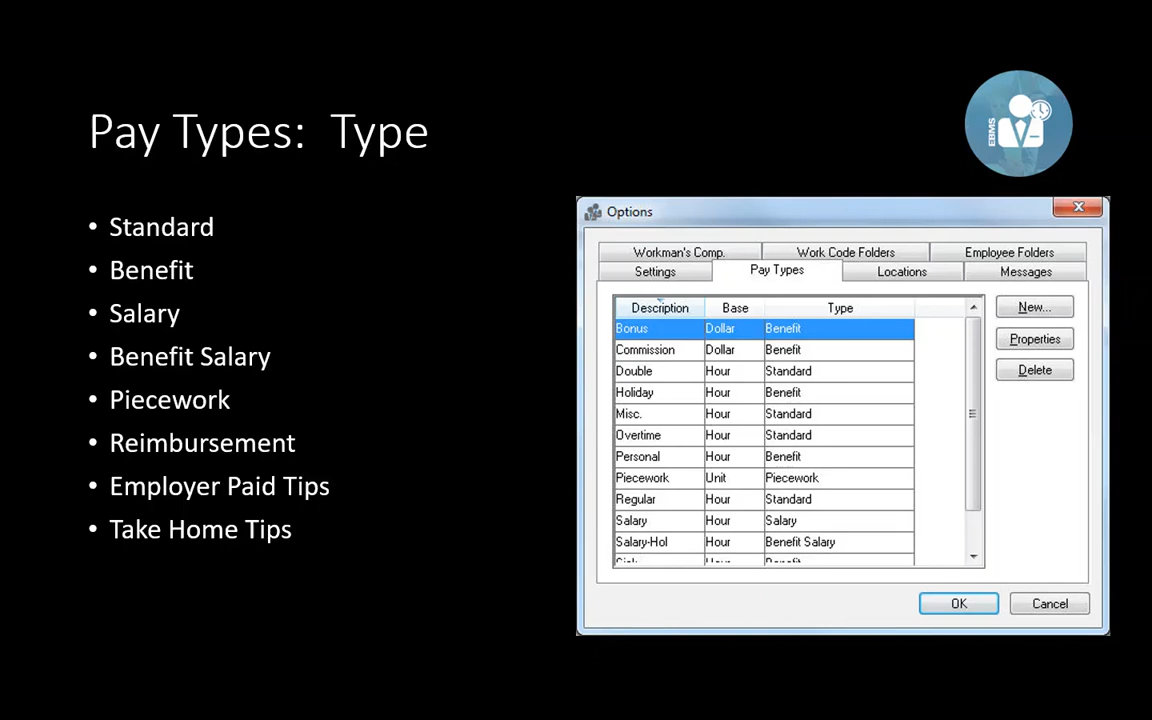 Pay Types: Type
EBMS
• Standard
• Benefit
• Salary
• Benefit Salary
• Piecework
• Reimbursement
• Employer Paid Tips
• Take Home Tips
Options
Workman's Comp. Work Code Folders Employee Folders
Settings Pay Types Locations Messages
Description Base Type
Bonus Dollar Benefit
Commission Dollar Benefit
Double Hour Standard
Holiday Hour Benefit
Misc. Hour Standard
Overtime Hour Standard
Personal Hour Benefit
Piecework Unit Piecework
Regular Hour Standard
Salary Hour Salary
Salary-Hol Hour Benefit Salary
New...
Properties
Delete
OK Cancel